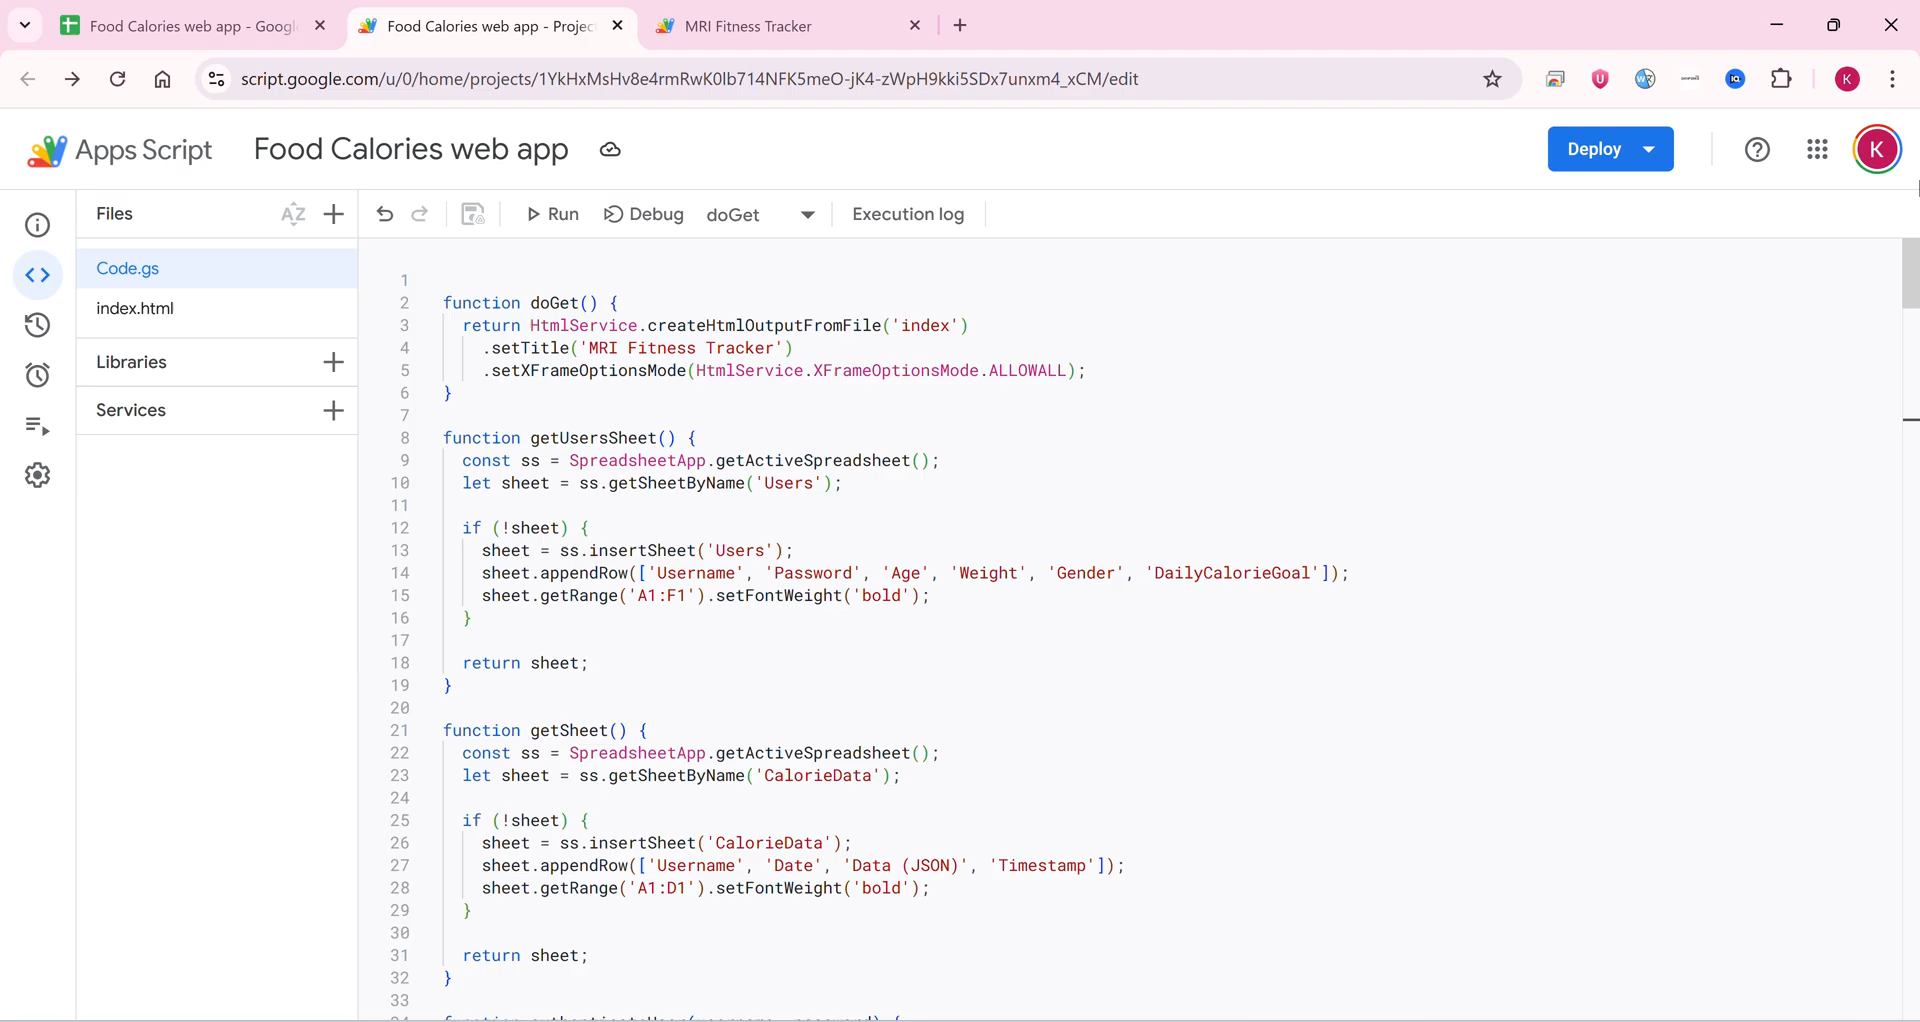 Food Calories web app - Googl
Food Calories web app - Projec
MRI Fitness Tracker
script.google.com/u/0/home/projects/1YkHxMsHv8e4rmRwK0lb714NFK5meO-jK4-zWpH9kki5SDx7unxm4_xCM/edit
K
Apps Script
Food Calories web app
Deploy
K
Files
AZ
Run
Debug
doGet
Execution log
Code.gs
index.html
Libraries
Services
1
2 function doGet() {
3 return HtmlService.createHtmlOutputFromFile('index')
4 .setTitle('MRI Fitness Tracker')
5 .setXFrameOptionsMode(HtmlService.XFrameOptionsMode.ALLOWALL);
6 }
7
8 function getUsersSheet() {
9 const ss = SpreadsheetApp.getActiveSpreadsheet();
10 let sheet = ss.getSheetByName('Users');
11
12 if (!sheet) {
13 sheet = ss.insertSheet('Users');
14 sheet.appendRow(['Username', 'Password', 'Age', 'Weight', 'Gender', 'DailyCalorieGoal']);
15 sheet.getRange('A1:F1').setFontWeight('bold');
16 }
17
18 return sheet;
19 }
20
21 function getSheet() {
22 const ss = SpreadsheetApp.getActiveSpreadsheet();
23 let sheet = ss.getSheetByName('CalorieData');
24
25 if (!sheet) {
26 sheet = ss.insertSheet('CalorieData');
27 sheet.appendRow(['Username', 'Date', 'Data (JSON)', 'Timestamp']);
28 sheet.getRange('A1:D1').setFontWeight('bold');
29 }
30
31 return sheet;
32 }
33